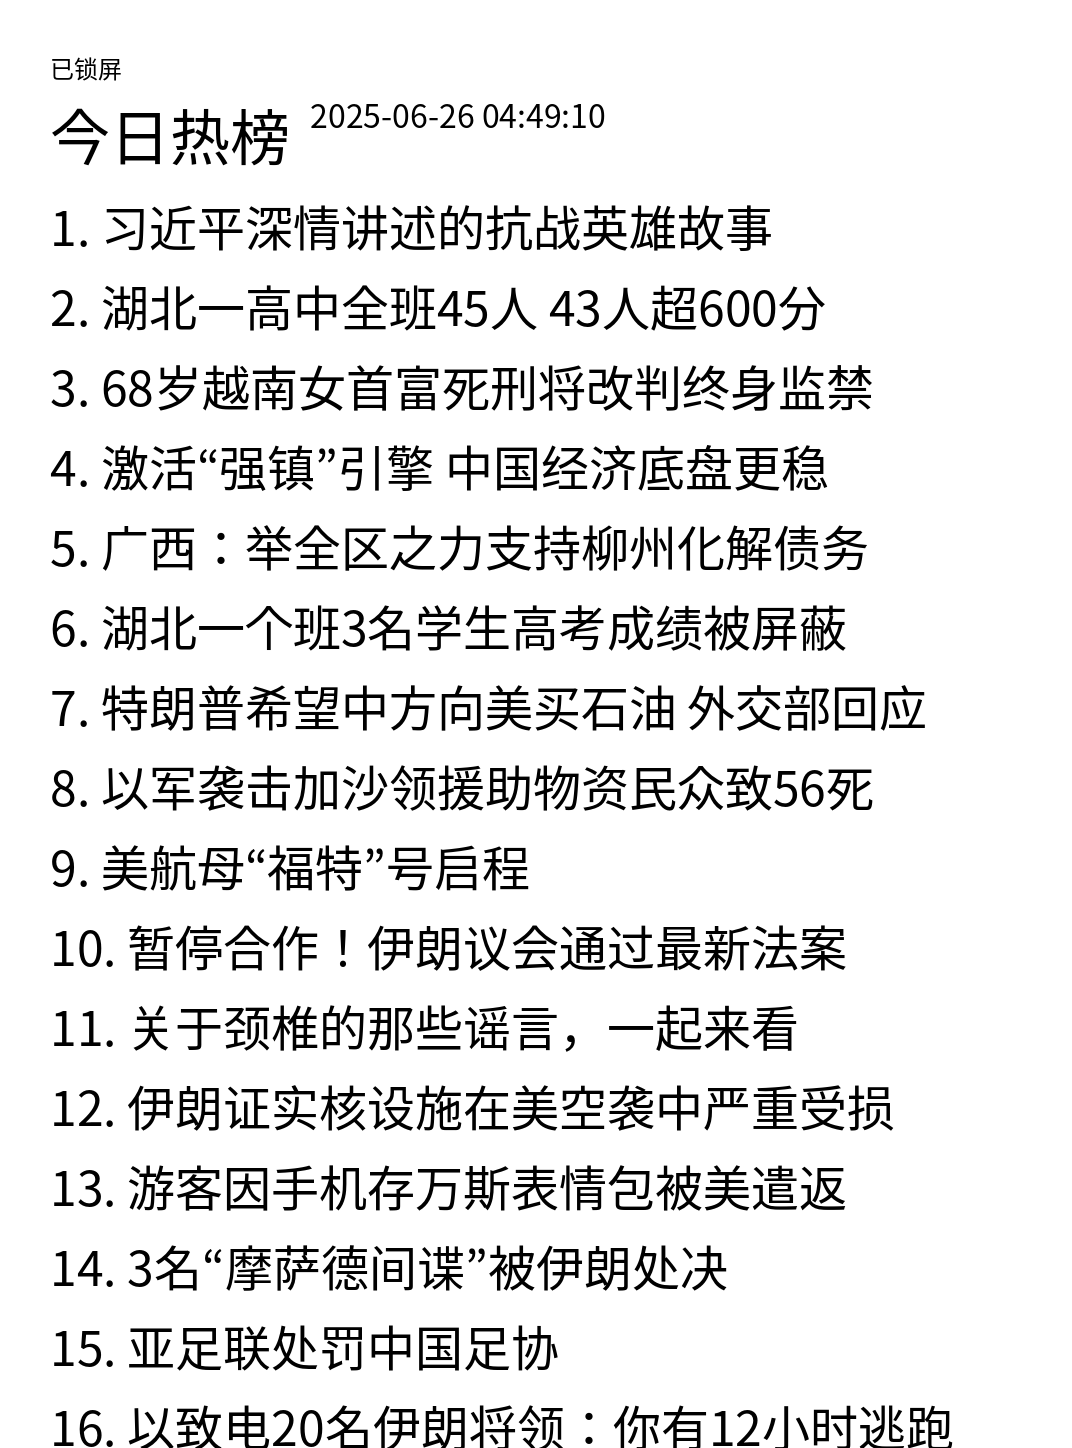 已锁屏
今日热榜 2025-06-26 04:49:10
1. 习近平深情讲述的抗战英雄故事
2. 湖北一高中全班45人 43人超600分
3. 68岁越南女首富死刑将改判终身监禁
4. 激活“强镇”引擎 中国经济底盘更稳
5. 广西：举全区之力支持柳州化解债务
6. 湖北一个班3名学生高考成绩被屏蔽
7. 特朗普希望中方向美买石油 外交部回应
8. 以军袭击加沙领援助物资民众致56死
9. 美航母“福特”号启程
10. 暂停合作！伊朗议会通过最新法案
11. 关于颈椎的那些谣言，一起来看
12. 伊朗证实核设施在美空袭中严重受损
13. 游客因手机存万斯表情包被美遣返
14. 3名“摩萨德间谍”被伊朗处决
15. 亚足联处罚中国足协
16. 以致电20名伊朗将领：你有12小时逃跑